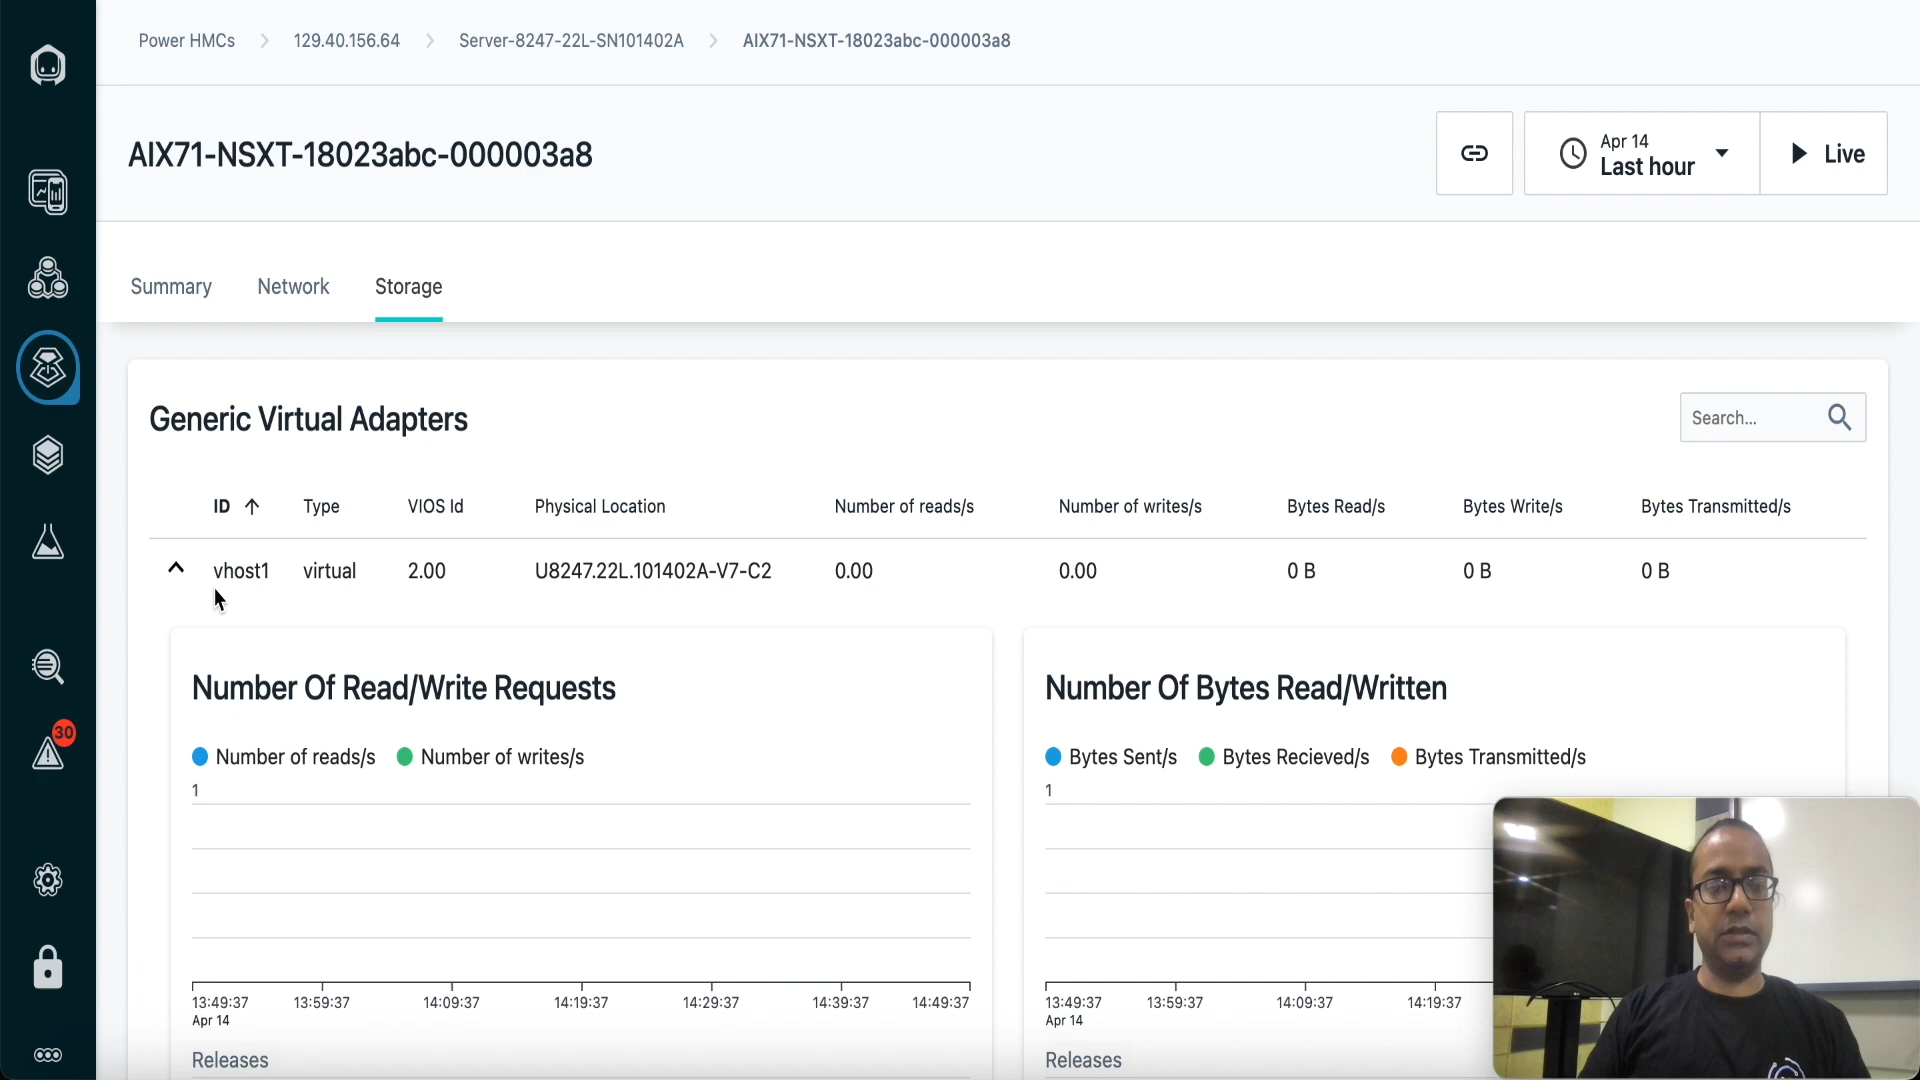 Power HMCs
129.40.156.64
Server-8247-22L-SN101402A
AIX71-NSXT-18023abc-000003a8
AIX71-NSXT-18023abc-000003a8
Apr 14
Last hour
Live
Summary
Network
Storage
Generic Virtual Adapters
Search...
ID Type VIOS Id Physical Location Number of reads/s Number of writes/s Bytes Read/s Bytes Write/s Bytes Transmitted/s
vhost1 virtual 2.00 U8247.22L.101402A-V7-C2 0.00 0.00 0 B 0 B 0 B
30
Number Of Read/Write Requests
Number of reads/s Number of writes/s
1
13:49:37 13:59:37 14:09:37 14:19:37 14:29:37 14:39:37 14:49:37
Apr 14
Releases
Number Of Bytes Read/Written
Bytes Sent/s Bytes Recieved/s Bytes Transmitted/s
1
13:49:37 13:59:37 14:09:37 14:19:37
Apr 14
Releases